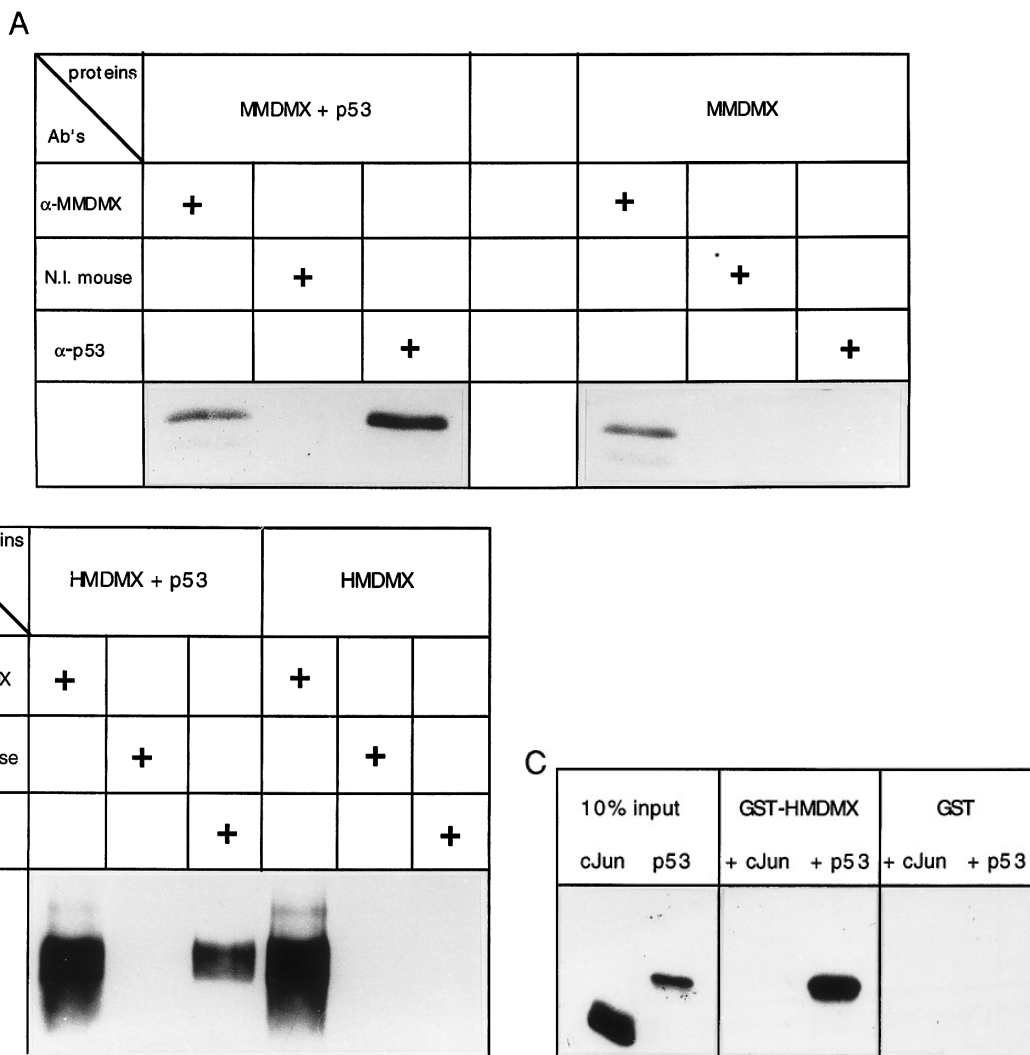 A
proteins
Ab's
MMDMX + p53
MMDMX
α-MMDMX + +
N.I. mouse + +
α-p53 + +
ins
HMDMX + p53
HMDMX
X + +
se + +
+ +
C
10% input
GST-HMDMX
GST
cJun p53
+ cJun + p53
+ cJun + p53